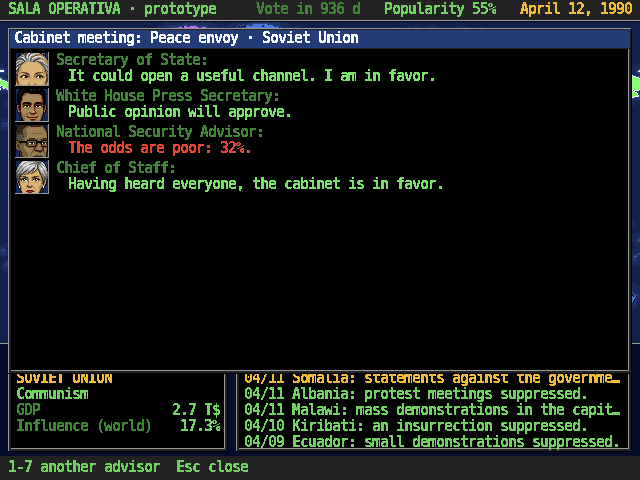 SALA OPERATIVA · prototype Vote in 936 d Popularity 55% April 12, 1990
Cabinet meeting: Peace envoy · Soviet Union
Secretary of State:
It could open a useful channel. I am in favor.
White House Press Secretary:
Public opinion will approve.
National Security Advisor:
The odds are poor: 32%.
Chief of Staff:
Having heard everyone, the cabinet is in favor.
SOVIET UNION
Communism
GDP 2.7 T$
Influence (world) 17.3%
04/11 Somalia: statements against the governme…
04/11 Albania: protest meetings suppressed.
04/11 Malawi: mass demonstrations in the capit…
04/10 Kiribati: an insurrection suppressed.
04/09 Ecuador: small demonstrations suppressed.
1-7 another advisor Esc close